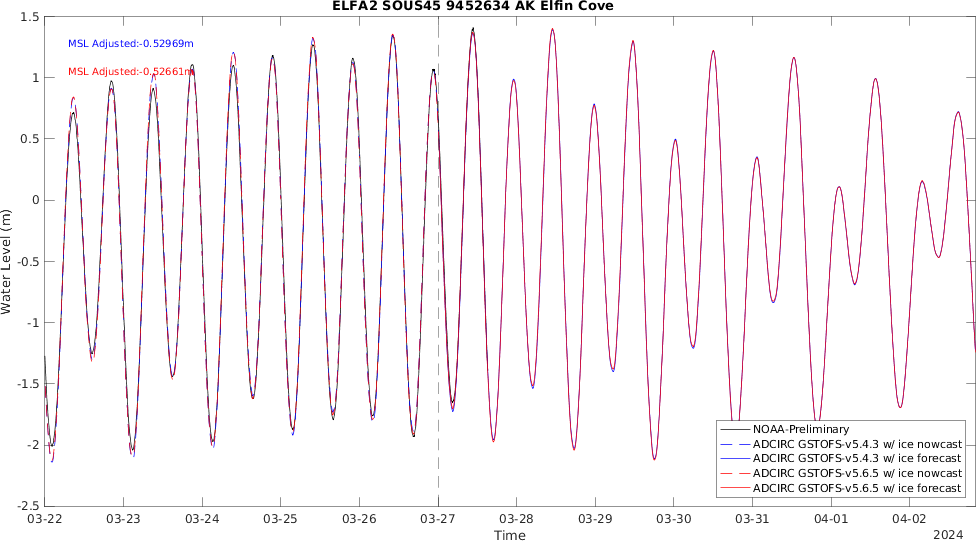 ELFA2 SOUS45 9452634 AK Elfin Cove
MSL Adjusted:-0.52969m
MSL Adjusted:-0.52661m
Water Level (m)
1.5
1
0.5
0
-0.5
-1
-1.5
-2
-2.5
NOAA-Preliminary
ADCIRC GSTOFS-v5.4.3 w/ ice nowcast
ADCIRC GSTOFS-v5.4.3 w/ ice forecast
ADCIRC GSTOFS-v5.6.5 w/ ice nowcast
ADCIRC GSTOFS-v5.6.5 w/ ice forecast
03-22 03-23 03-24 03-25 03-26 03-27 03-28 03-29 03-30 03-31 04-01 04-02
Time
2024